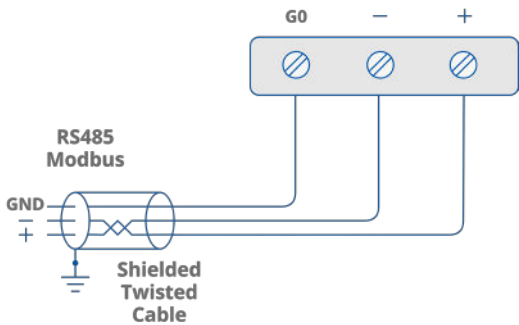 G0 − +
RS485
Modbus
GND
−
+
Shielded
Twisted
Cable